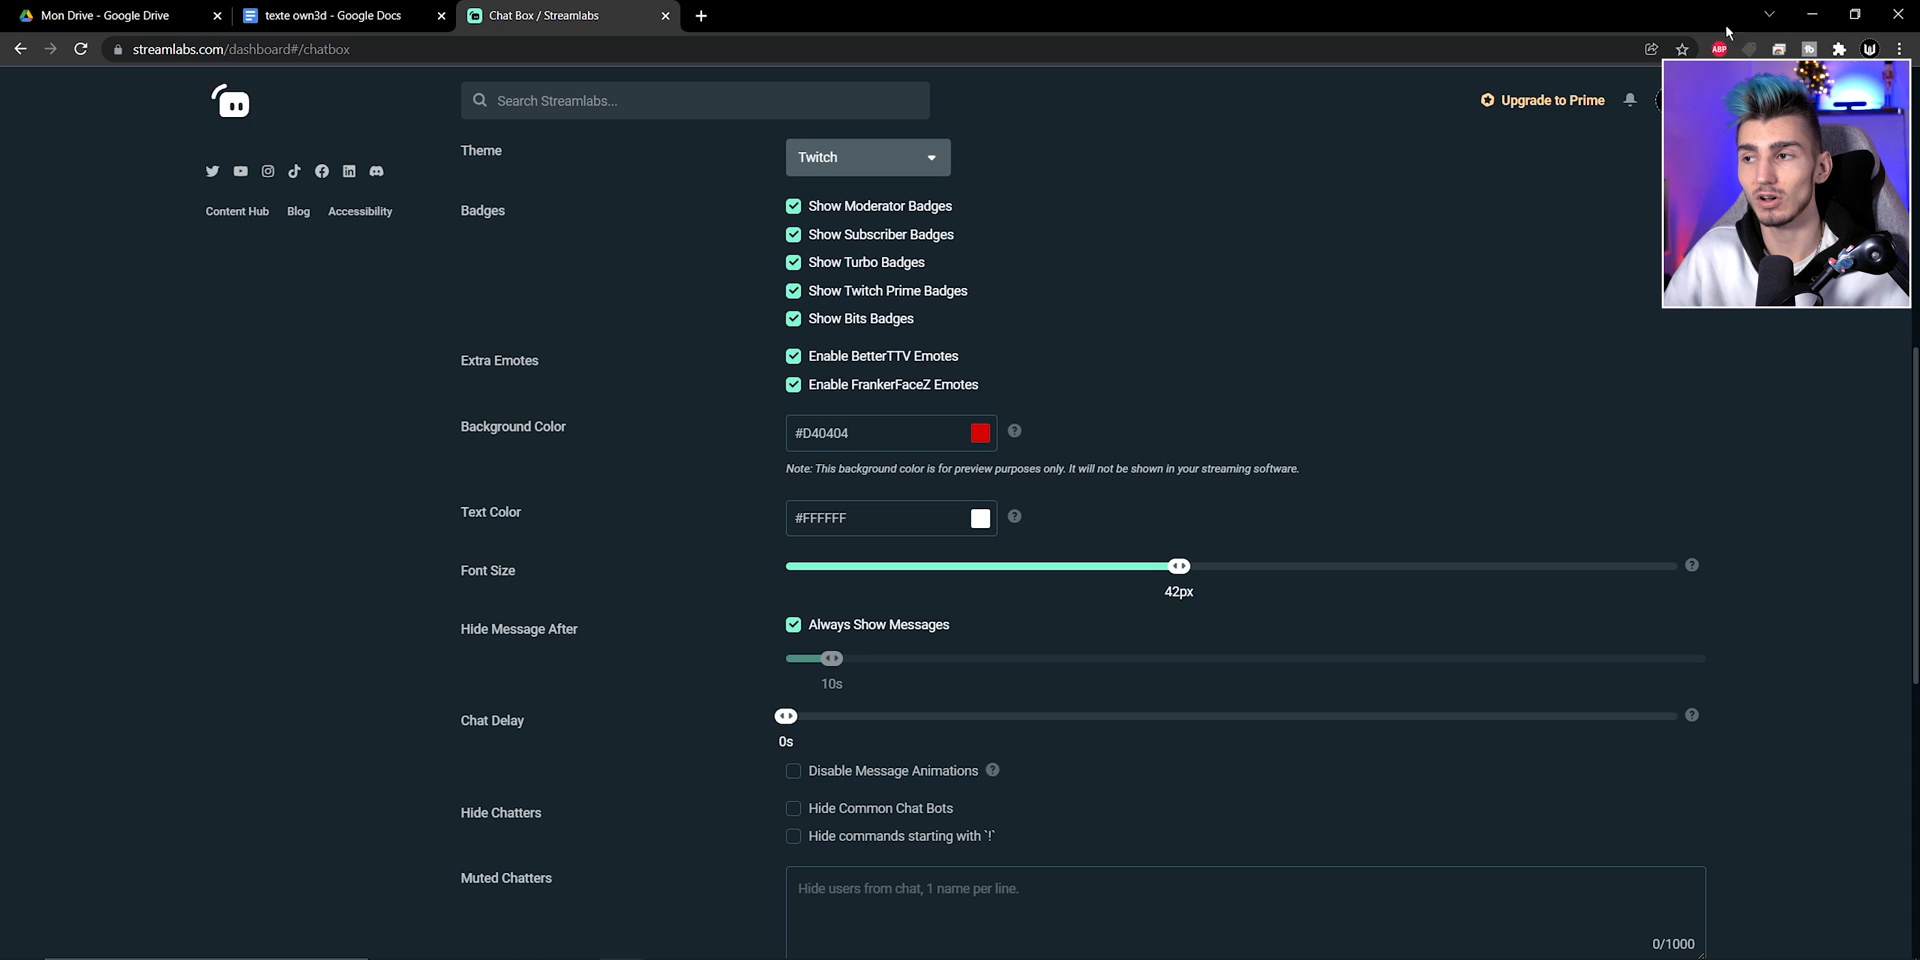 Mon Drive - Google Drive
texte own3d - Google Docs
Chat Box / Streamlabs
streamlabs.com/dashboard#/chatbox
ABP
Search Streamlabs...
Upgrade to Prime
Content Hub
Blog
Accessibility
Theme
Twitch
Badges
Show Moderator Badges
Show Subscriber Badges
Show Turbo Badges
Show Twitch Prime Badges
Show Bits Badges
Extra Emotes
Enable BetterTTV Emotes
Enable FrankerFaceZ Emotes
Background Color
#D40404
Note: This background color is for preview purposes only. It will not be shown in your streaming software.
Text Color
#FFFFFF
Font Size
42px
Hide Message After
Always Show Messages
10s
Chat Delay
0s
Disable Message Animations
Hide Chatters
Hide Common Chat Bots
Hide commands starting with `!`
Muted Chatters
Hide users from chat, 1 name per line.
0/1000